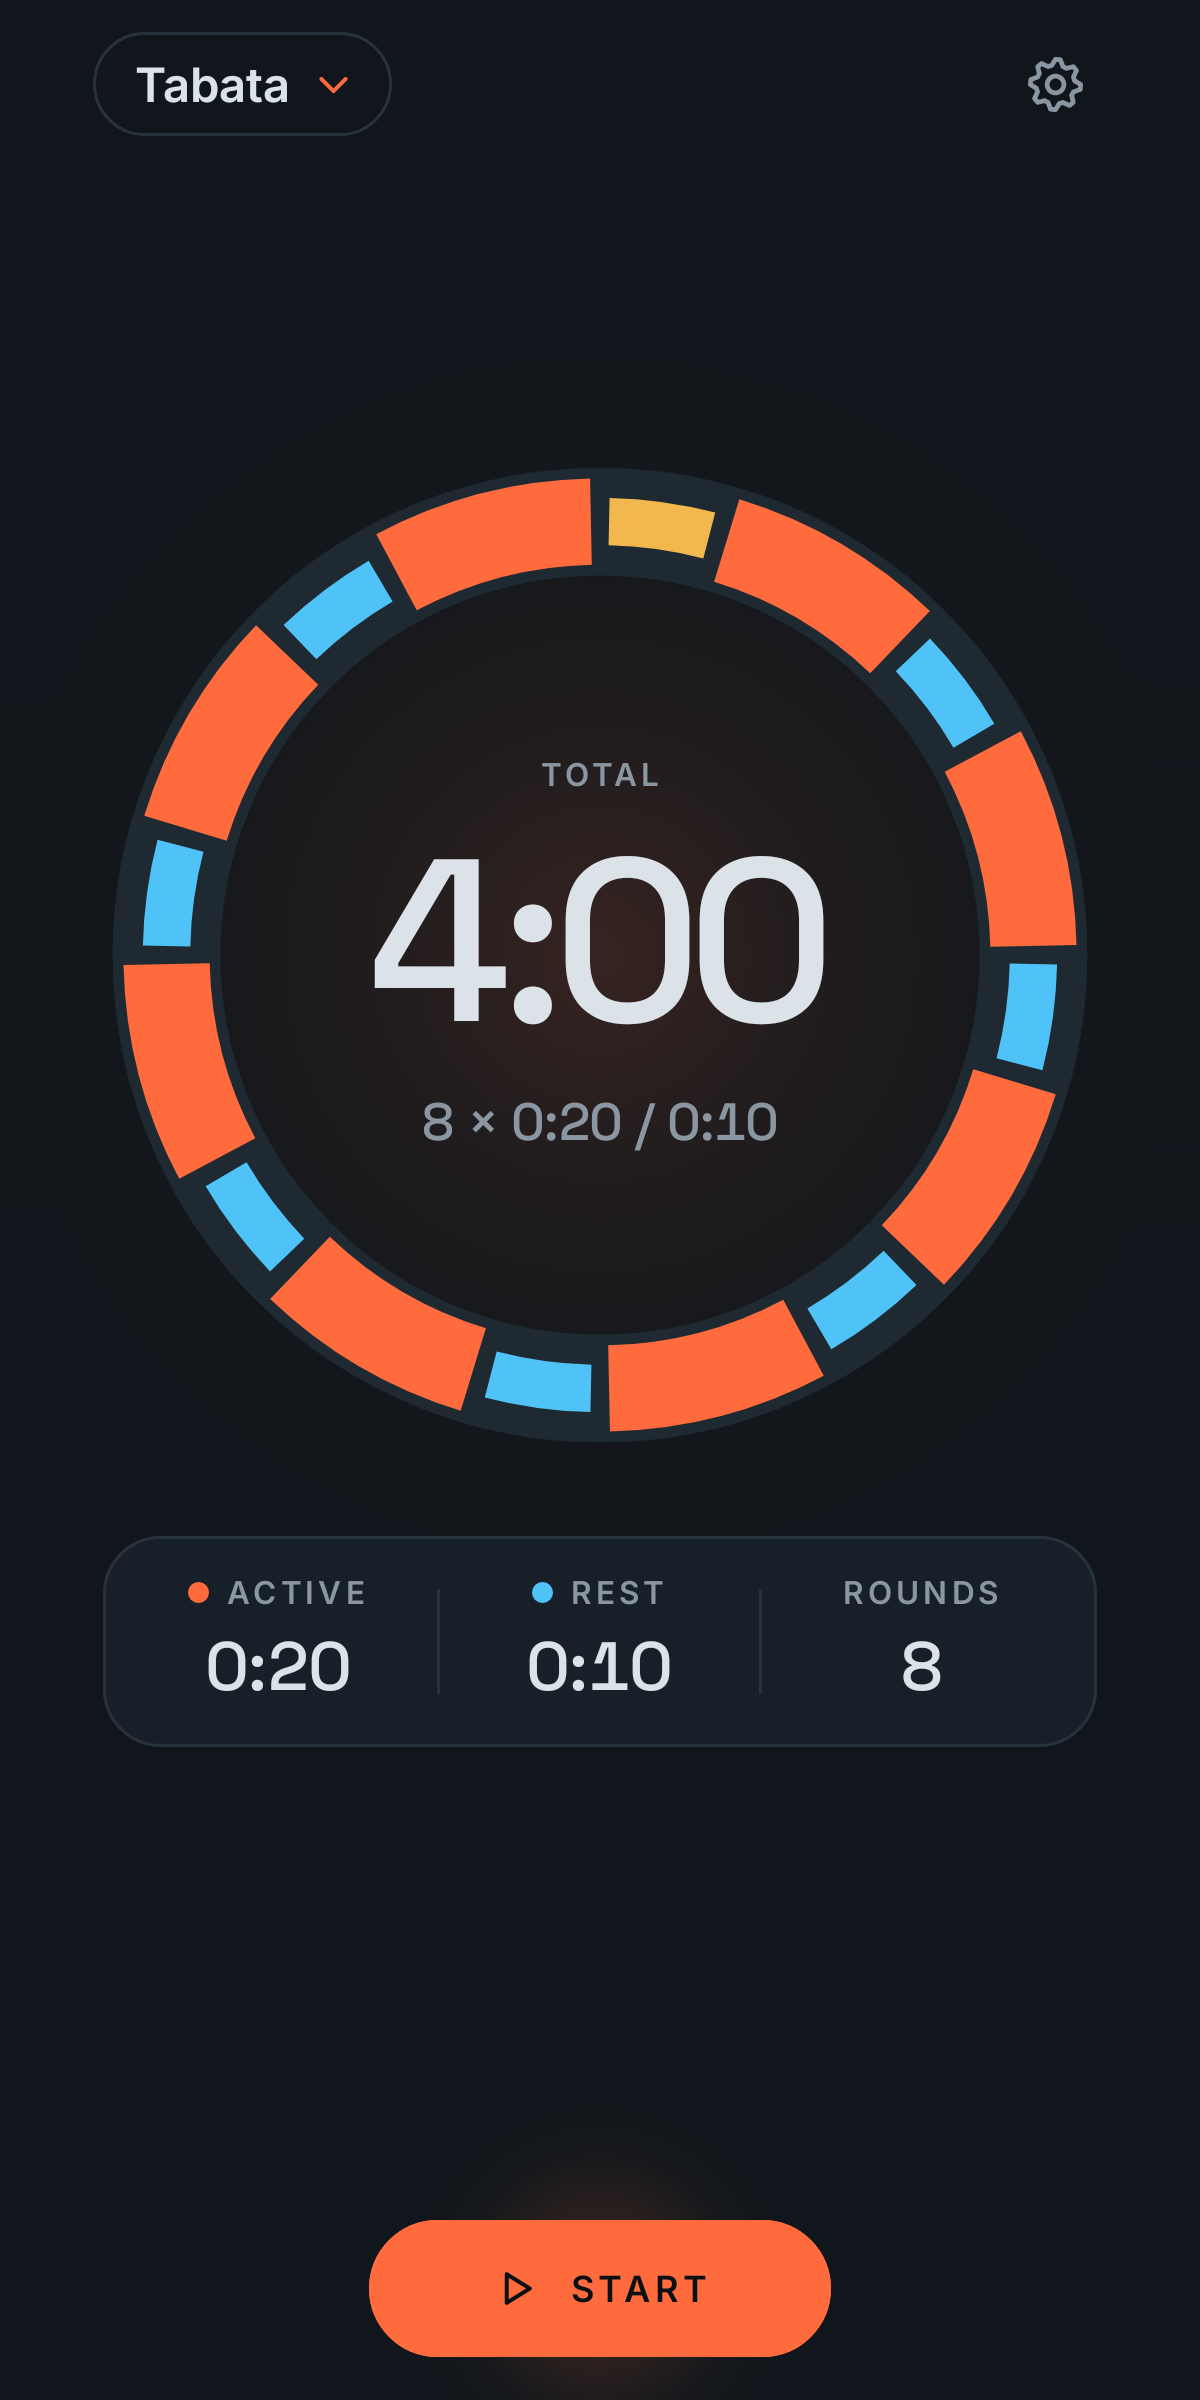 Tabata
TOTAL
4:00
8 × 0:20 / 0:10
ACTIVE
0:20
REST
0:10
ROUNDS
8
START